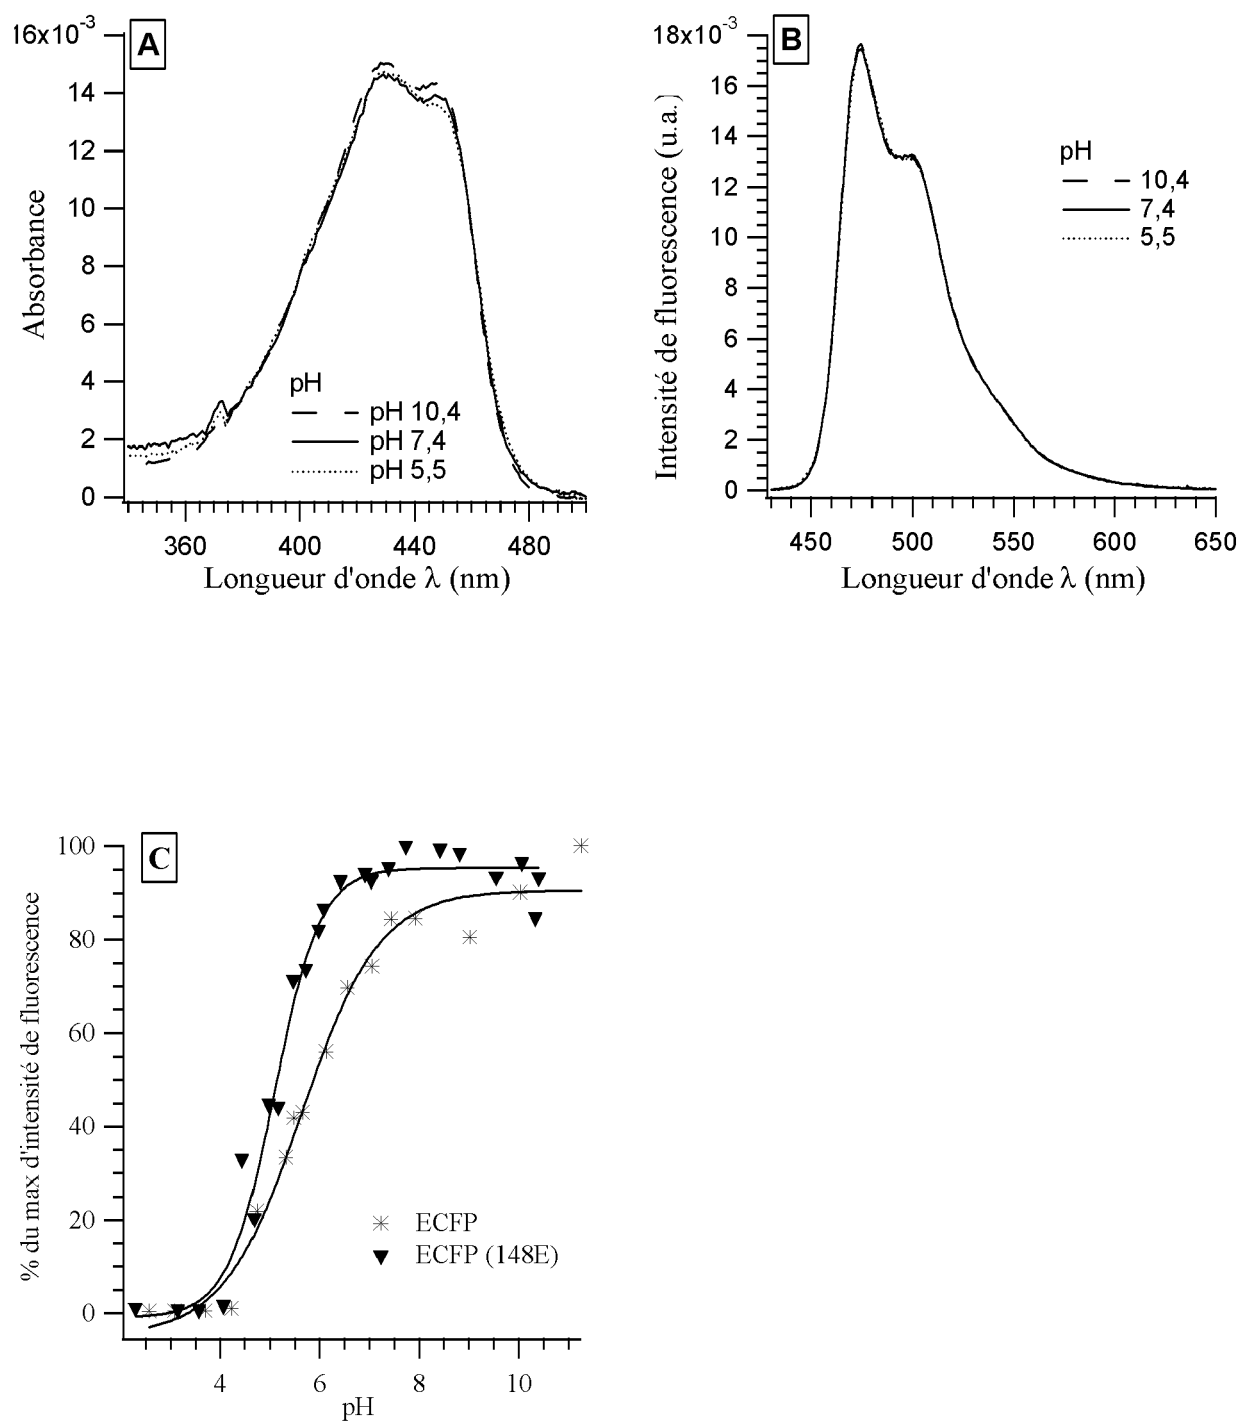 16x10-3
A
14
12
10
8
6
4
2
0
Absorbance
pH
pH 10,4
pH 7,4
pH 5,5
360 400 440 480
Longueur d'onde λ (nm)
18x10-3
B
16
14
12
10
8
6
4
2
0
Intensité de fluorescence (u.a.)
pH
10,4
7,4
5,5
450 500 550 600 650
Longueur d'onde λ (nm)
100
C
80
60
40
20
0
% du max d'intensité de fluorescence
ECFP
ECFP (148E)
4 6 8 10
pH